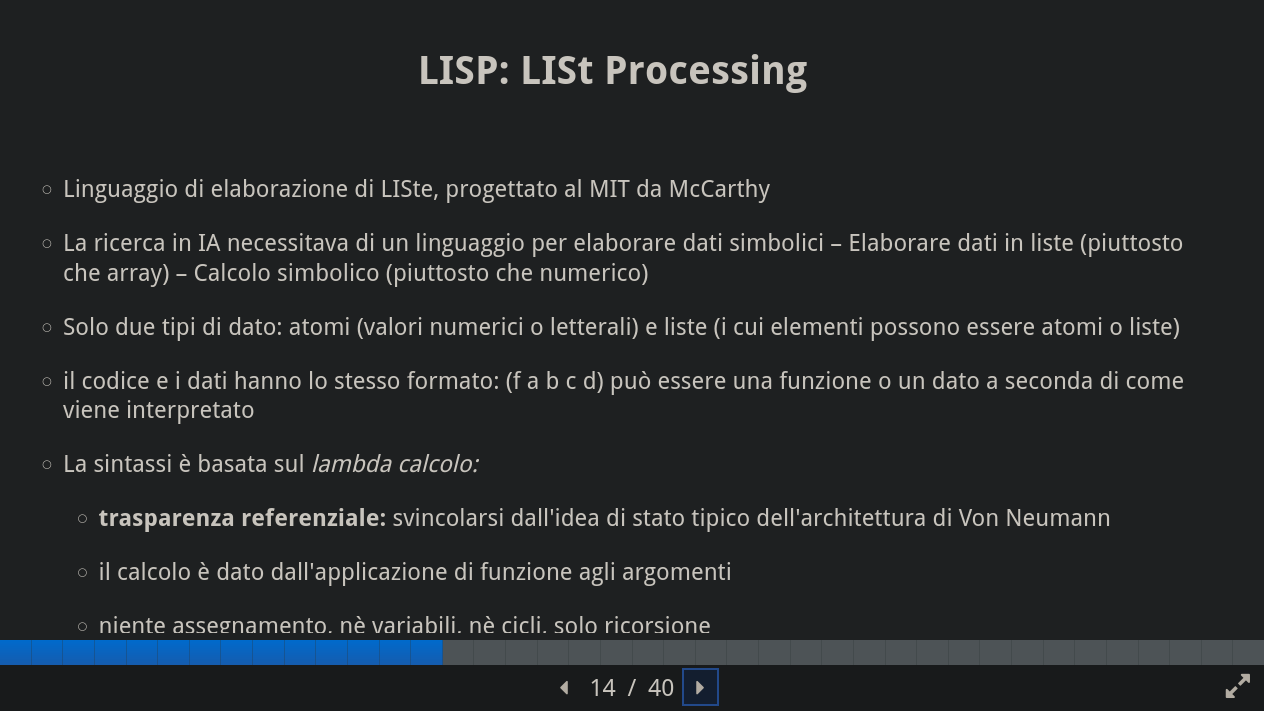 LISP: LISt Processing
Linguaggio di elaborazione di LISte, progettato al MIT da McCarthy
La ricerca in IA necessitava di un linguaggio per elaborare dati simbolici – Elaborare dati in liste (piuttosto
che array) – Calcolo simbolico (piuttosto che numerico)
Solo due tipi di dato: atomi (valori numerici o letterali) e liste (i cui elementi possono essere atomi o liste)
il codice e i dati hanno lo stesso formato: (f a b c d) può essere una funzione o un dato a seconda di come
viene interpretato
La sintassi è basata sul lambda calcolo:
trasparenza referenziale: svincolarsi dall'idea di stato tipico dell'architettura di Von Neumann
il calcolo è dato dall'applicazione di funzione agli argomenti
niente assegnamento, nè variabili, nè cicli, solo ricorsione
14 / 40